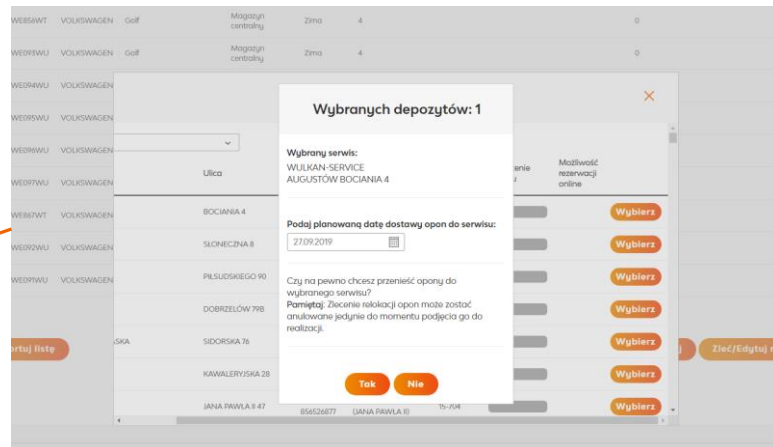 WE856WT VOLKSWAGEN Golf Magazyn centralny Zima 4 0
WE093WU VOLKSWAGEN Golf Magazyn centralny Zima 4 0
WE094WU VOLKSWAGEN
WE095WU VOLKSWAGEN
WE096WU VOLKSWAGEN
WE097WU VOLKSWAGEN
WE867WT VOLKSWAGEN
WE092WU VOLKSWAGEN
WE091WU VOLKSWAGEN
Wybranych depozytów: 1
Wybrany serwis:
WULKAN-SERVICE
AUGUSTÓW BOCIANIA 4
Podaj planowaną datę dostawy opon do serwisu:
27.09.2019
Czy na pewno chcesz przenieść opony do
wybranego serwisu?
Pamiętaj: Zlecenie relokacji opon może zostać
anulowane jedynie do momentu podjęcia go do
realizacji.
Tak Nie
Ulica
Możliwość
rezerwacji
online
BOCIANIA 4 Wybierz
SŁONECZNA 8 Wybierz
PIŁSUDSKIEGO 90 Wybierz
DOBRZELÓW 79B Wybierz
SIDORSKA 76 Wybierz
KAWALERYJSKA 28 Wybierz
JANA PAWŁA II 47 856526877 (JANA PAWŁA II) 15-704 Wybierz
rtuj listę
Zleć/Edytuj